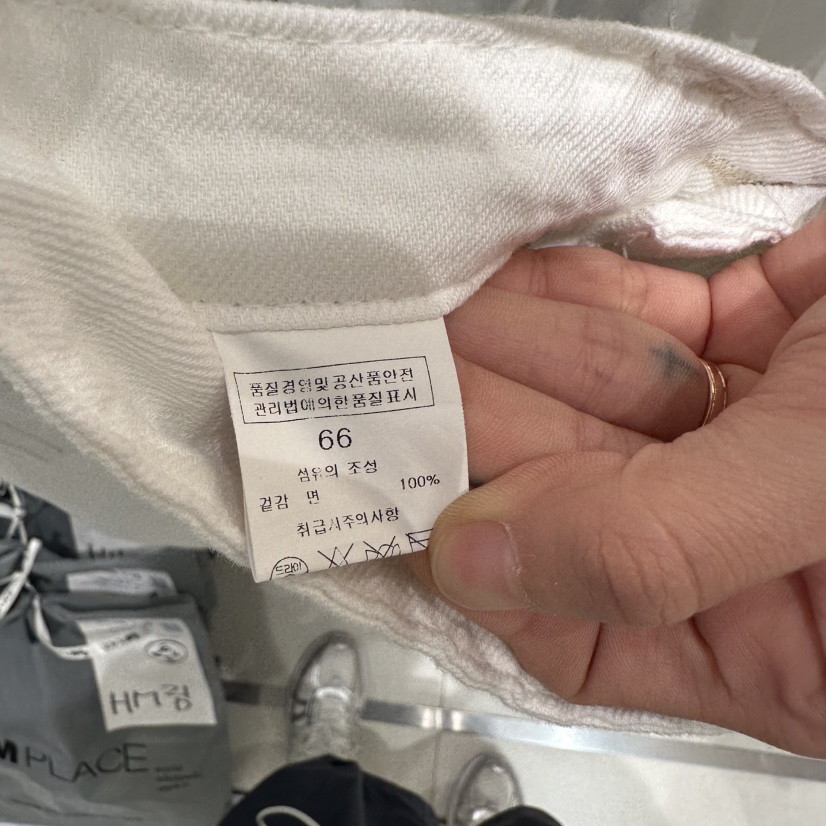 품질경영및공산품안전
관리법에의한품질표시
66
섬유의 조성
겉감 면 100%
취급시주의사항
드라이
HM링
M PLACE